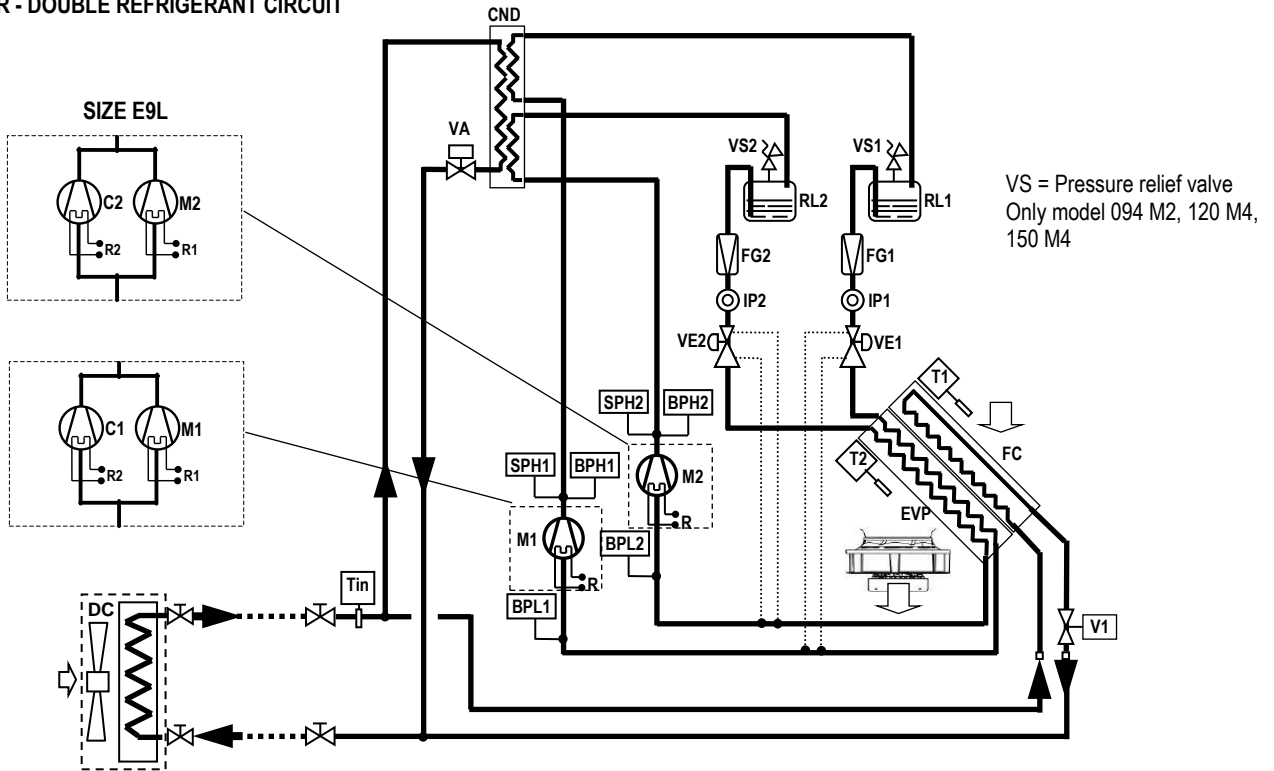 R - DOUBLE REFRIGERANT CIRCUIT
CND
SIZE E9L
VA
VS2
VS1
C2
M2
R2
R1
RL2
RL1
VS = Pressure relief valve
Only model 094 M2, 120 M4,
150 M4
FG2
FG1
IP2
IP1
VE2
VE1
C1
M1
R2
R1
T1
SPH2
BPH2
FC
T2
SPH1
BPH1
M2
EVP
R
M1
BPL2
Tin
R
DC
BPL1
V1